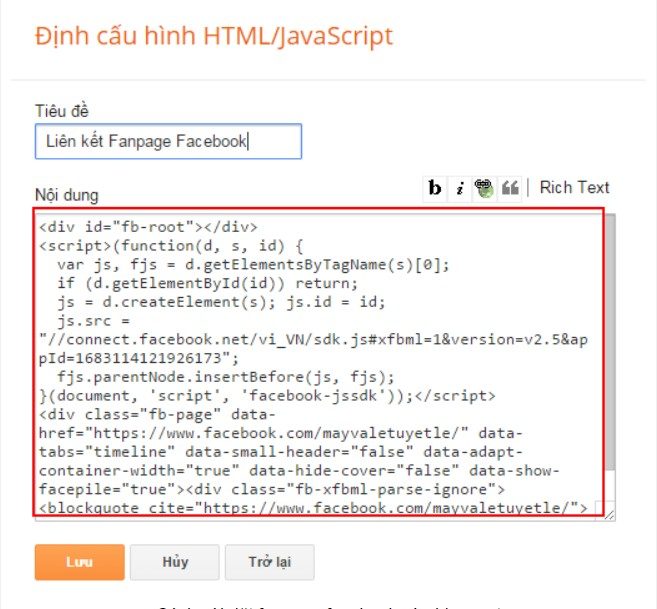 Định cấu hình HTML/JavaScript
Tiêu đề
Liên kết Fanpage Facebook
Nội dung
b i Rich Text
<div id="fb-root"></div>
<script>(function(d, s, id) {
  var js, fjs = d.getElementsByTagName(s)[0];
  if (d.getElementById(id)) return;
  js = d.createElement(s); js.id = id;
  js.src =
"//connect.facebook.net/vi_VN/sdk.js#xfbml=1&version=v2.5&ap
pId=1683114121926173";
  fjs.parentNode.insertBefore(js, fjs);
}(document, 'script', 'facebook-jssdk'));</script>
<div class="fb-page" data-
href="https://www.facebook.com/mayvaletuyetle/" data-
tabs="timeline" data-small-header="false" data-adapt-
container-width="true" data-hide-cover="false" data-show-
facepile="true"><div class="fb-xfbml-parse-ignore">
<blockquote cite="https://www.facebook.com/mayvaletuyetle/">
Lưu Hủy Trở lại